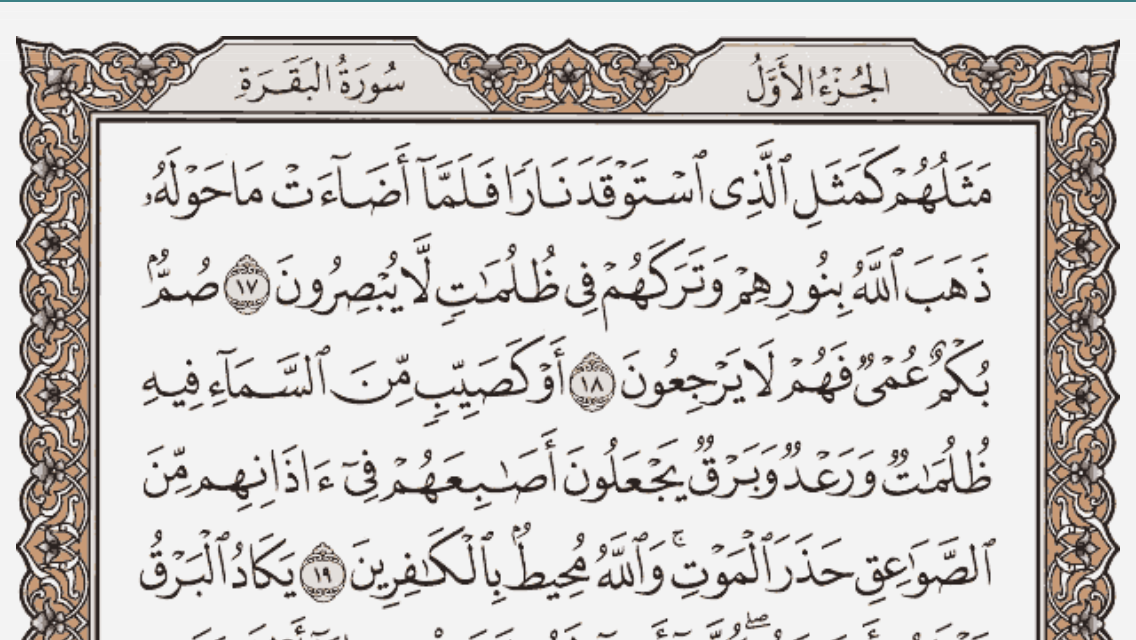 الجُزْءُ الأَوَّلُ
سُورَةُ البَقَرَةِ
مَثَلُهُمْ كَمَثَلِ ٱلَّذِى ٱسْتَوْقَدَ نَارًا فَلَمَّآ أَضَآءَتْ مَا حَوْلَهُۥ
ذَهَبَ ٱللَّهُ بِنُورِهِمْ وَتَرَكَهُمْ فِى ظُلُمَٰتٍ لَّا يُبْصِرُونَ ١٧ صُمٌّۢ
بُكْمٌ عُمْىٌ فَهُمْ لَا يَرْجِعُونَ ١٨ أَوْ كَصَيِّبٍ مِّنَ ٱلسَّمَآءِ فِيهِ
ظُلُمَٰتٌ وَرَعْدٌ وَبَرْقٌ يَجْعَلُونَ أَصَٰبِعَهُمْ فِىٓ ءَاذَانِهِم مِّنَ
ٱلصَّوَٰعِقِ حَذَرَ ٱلْمَوْتِ ۚ وَٱللَّهُ مُحِيطٌۢ بِٱلْكَٰفِرِينَ ١٩ يَكَادُ ٱلْبَرْقُ